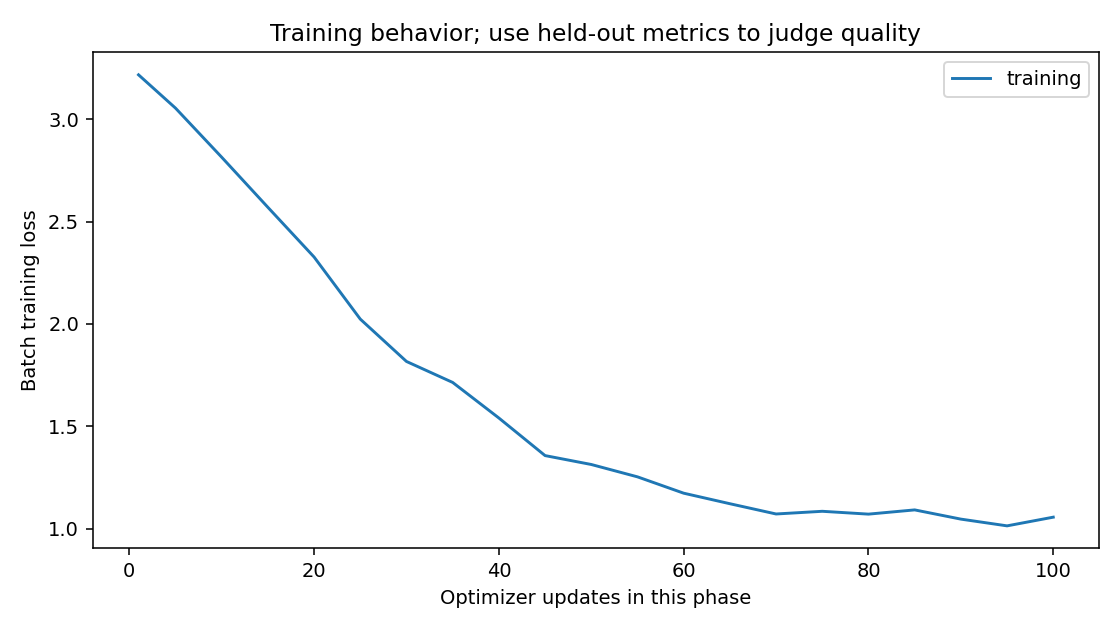 Training behavior; use held-out metrics to judge quality
training
3.0
2.5
2.0
1.5
1.0
Batch training loss
0
20
40
60
80
100
Optimizer updates in this phase